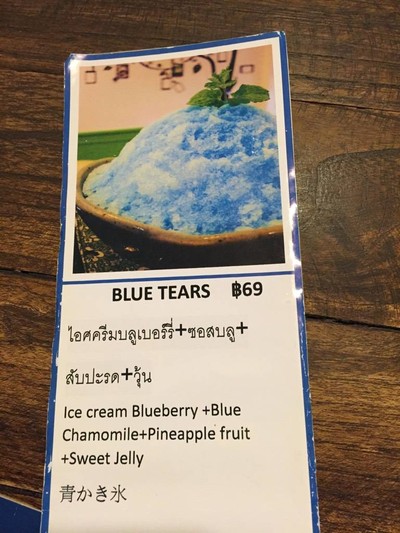 BLUE TEARS ฿69
ไอศครีมบลูเบอร์รี่+ซอสบลู+
สับปะรด+วุ้น
Ice cream Blueberry +Blue
Chamomile+Pineapple fruit
+Sweet Jelly
青かき氷